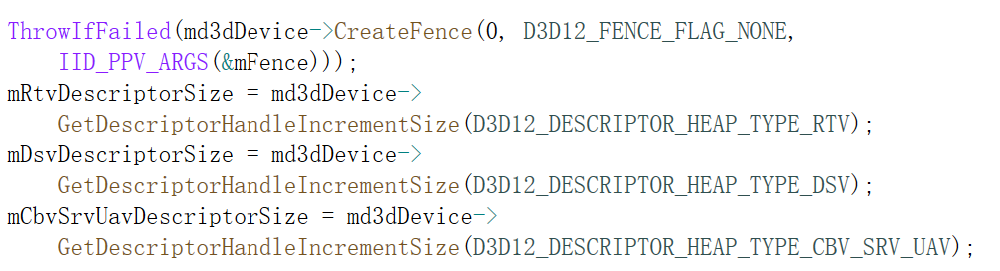 ThrowIfFailed(md3dDevice->CreateFence(0, D3D12_FENCE_FLAG_NONE,
IID_PPV_ARGS(&mFence)));
mRtvDescriptorSize = md3dDevice->
GetDescriptorHandleIncrementSize(D3D12_DESCRIPTOR_HEAP_TYPE_RTV);
mDsvDescriptorSize = md3dDevice->
GetDescriptorHandleIncrementSize(D3D12_DESCRIPTOR_HEAP_TYPE_DSV);
mCbvSrvUavDescriptorSize = md3dDevice->
GetDescriptorHandleIncrementSize(D3D12_DESCRIPTOR_HEAP_TYPE_CBV_SRV_UAV);